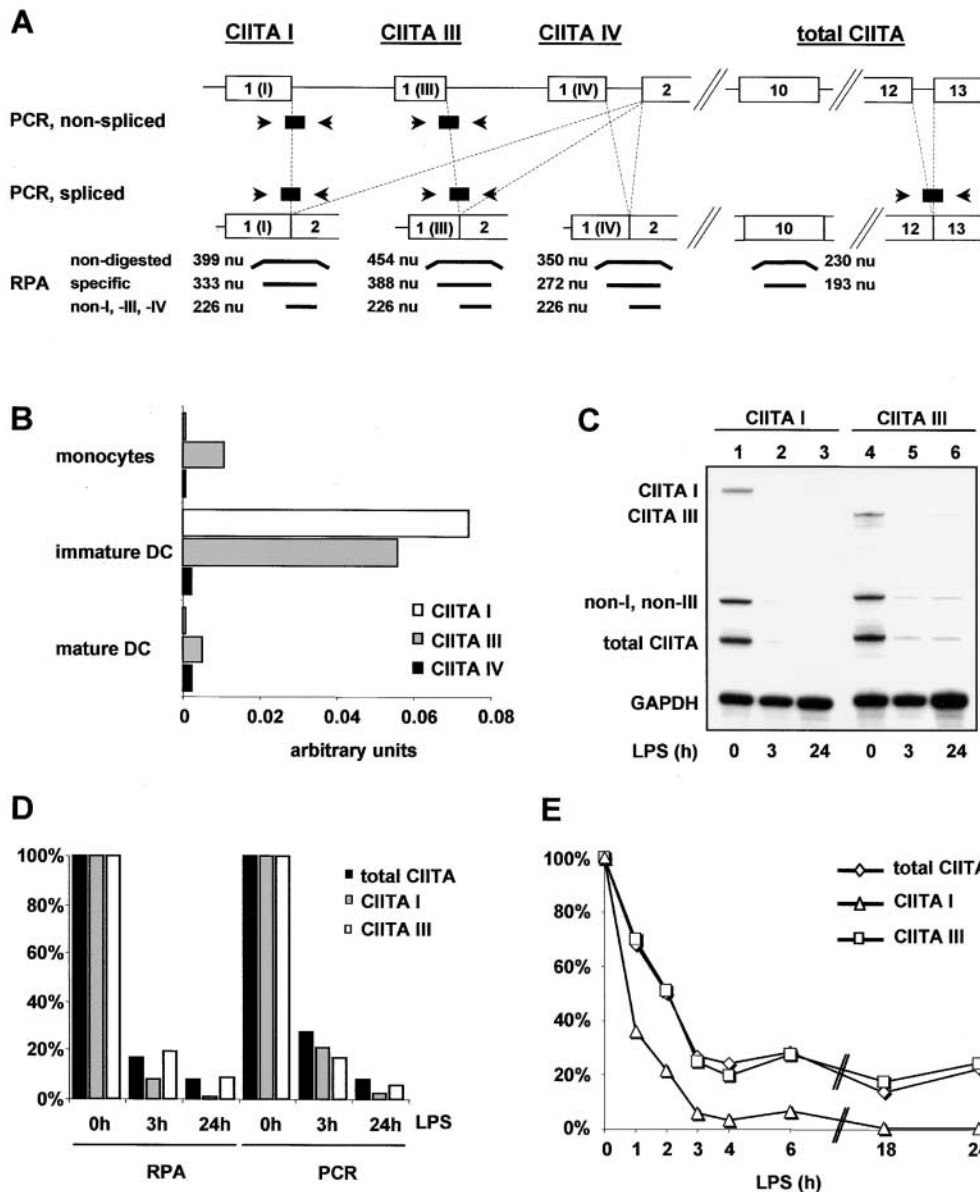 A
CIITA I CIITA III CIITA IV total CIITA
1 (I) 1 (III) 1 (IV) 2 10 12 13
PCR, non-spliced
PCR, spliced
1 (I) 2 1 (III) 2 1 (IV) 2 10 12 13
non-digested 399 nu 454 nu 350 nu 230 nu
RPA specific 333 nu 388 nu 272 nu 193 nu
non-I, -III, -IV 226 nu 226 nu 226 nu
B
monocytes
immature DC
mature DC
CIITA I
CIITA III
CIITA IV
0 0.02 0.04 0.06 0.08
arbitrary units
C
CIITA I CIITA III
1 2 3 4 5 6
CIITA I
CIITA III
non-I, non-III
total CIITA
GAPDH
LPS (h) 0 3 24 0 3 24
D
100%
80%
60%
40%
20%
0%
total CIITA
CIITA I
CIITA III
0h 3h 24h 0h 3h 24h LPS
RPA PCR
E
100%
80%
60%
40%
20%
0%
total CIITA
CIITA I
CIITA III
0 1 2 3 4 6 18 24
LPS (h)